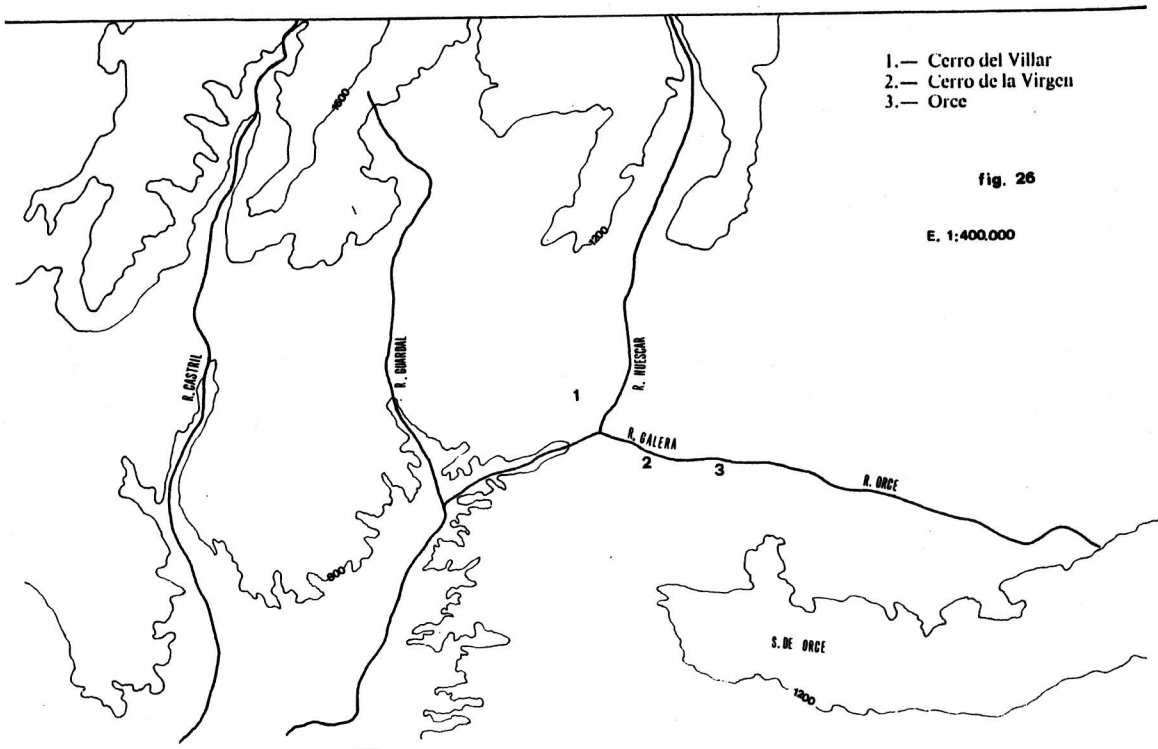 1.— Cerro del Villar
2.— Cerro de la Virgen
3.— Orce
fig. 26
E. 1:400.000
1600
1200
R. CASTRIL
R. GUARDAL
R. HUESCAR
1
R. GALERA
2
3
R. ORCE
800
S. DE ORCE
1200